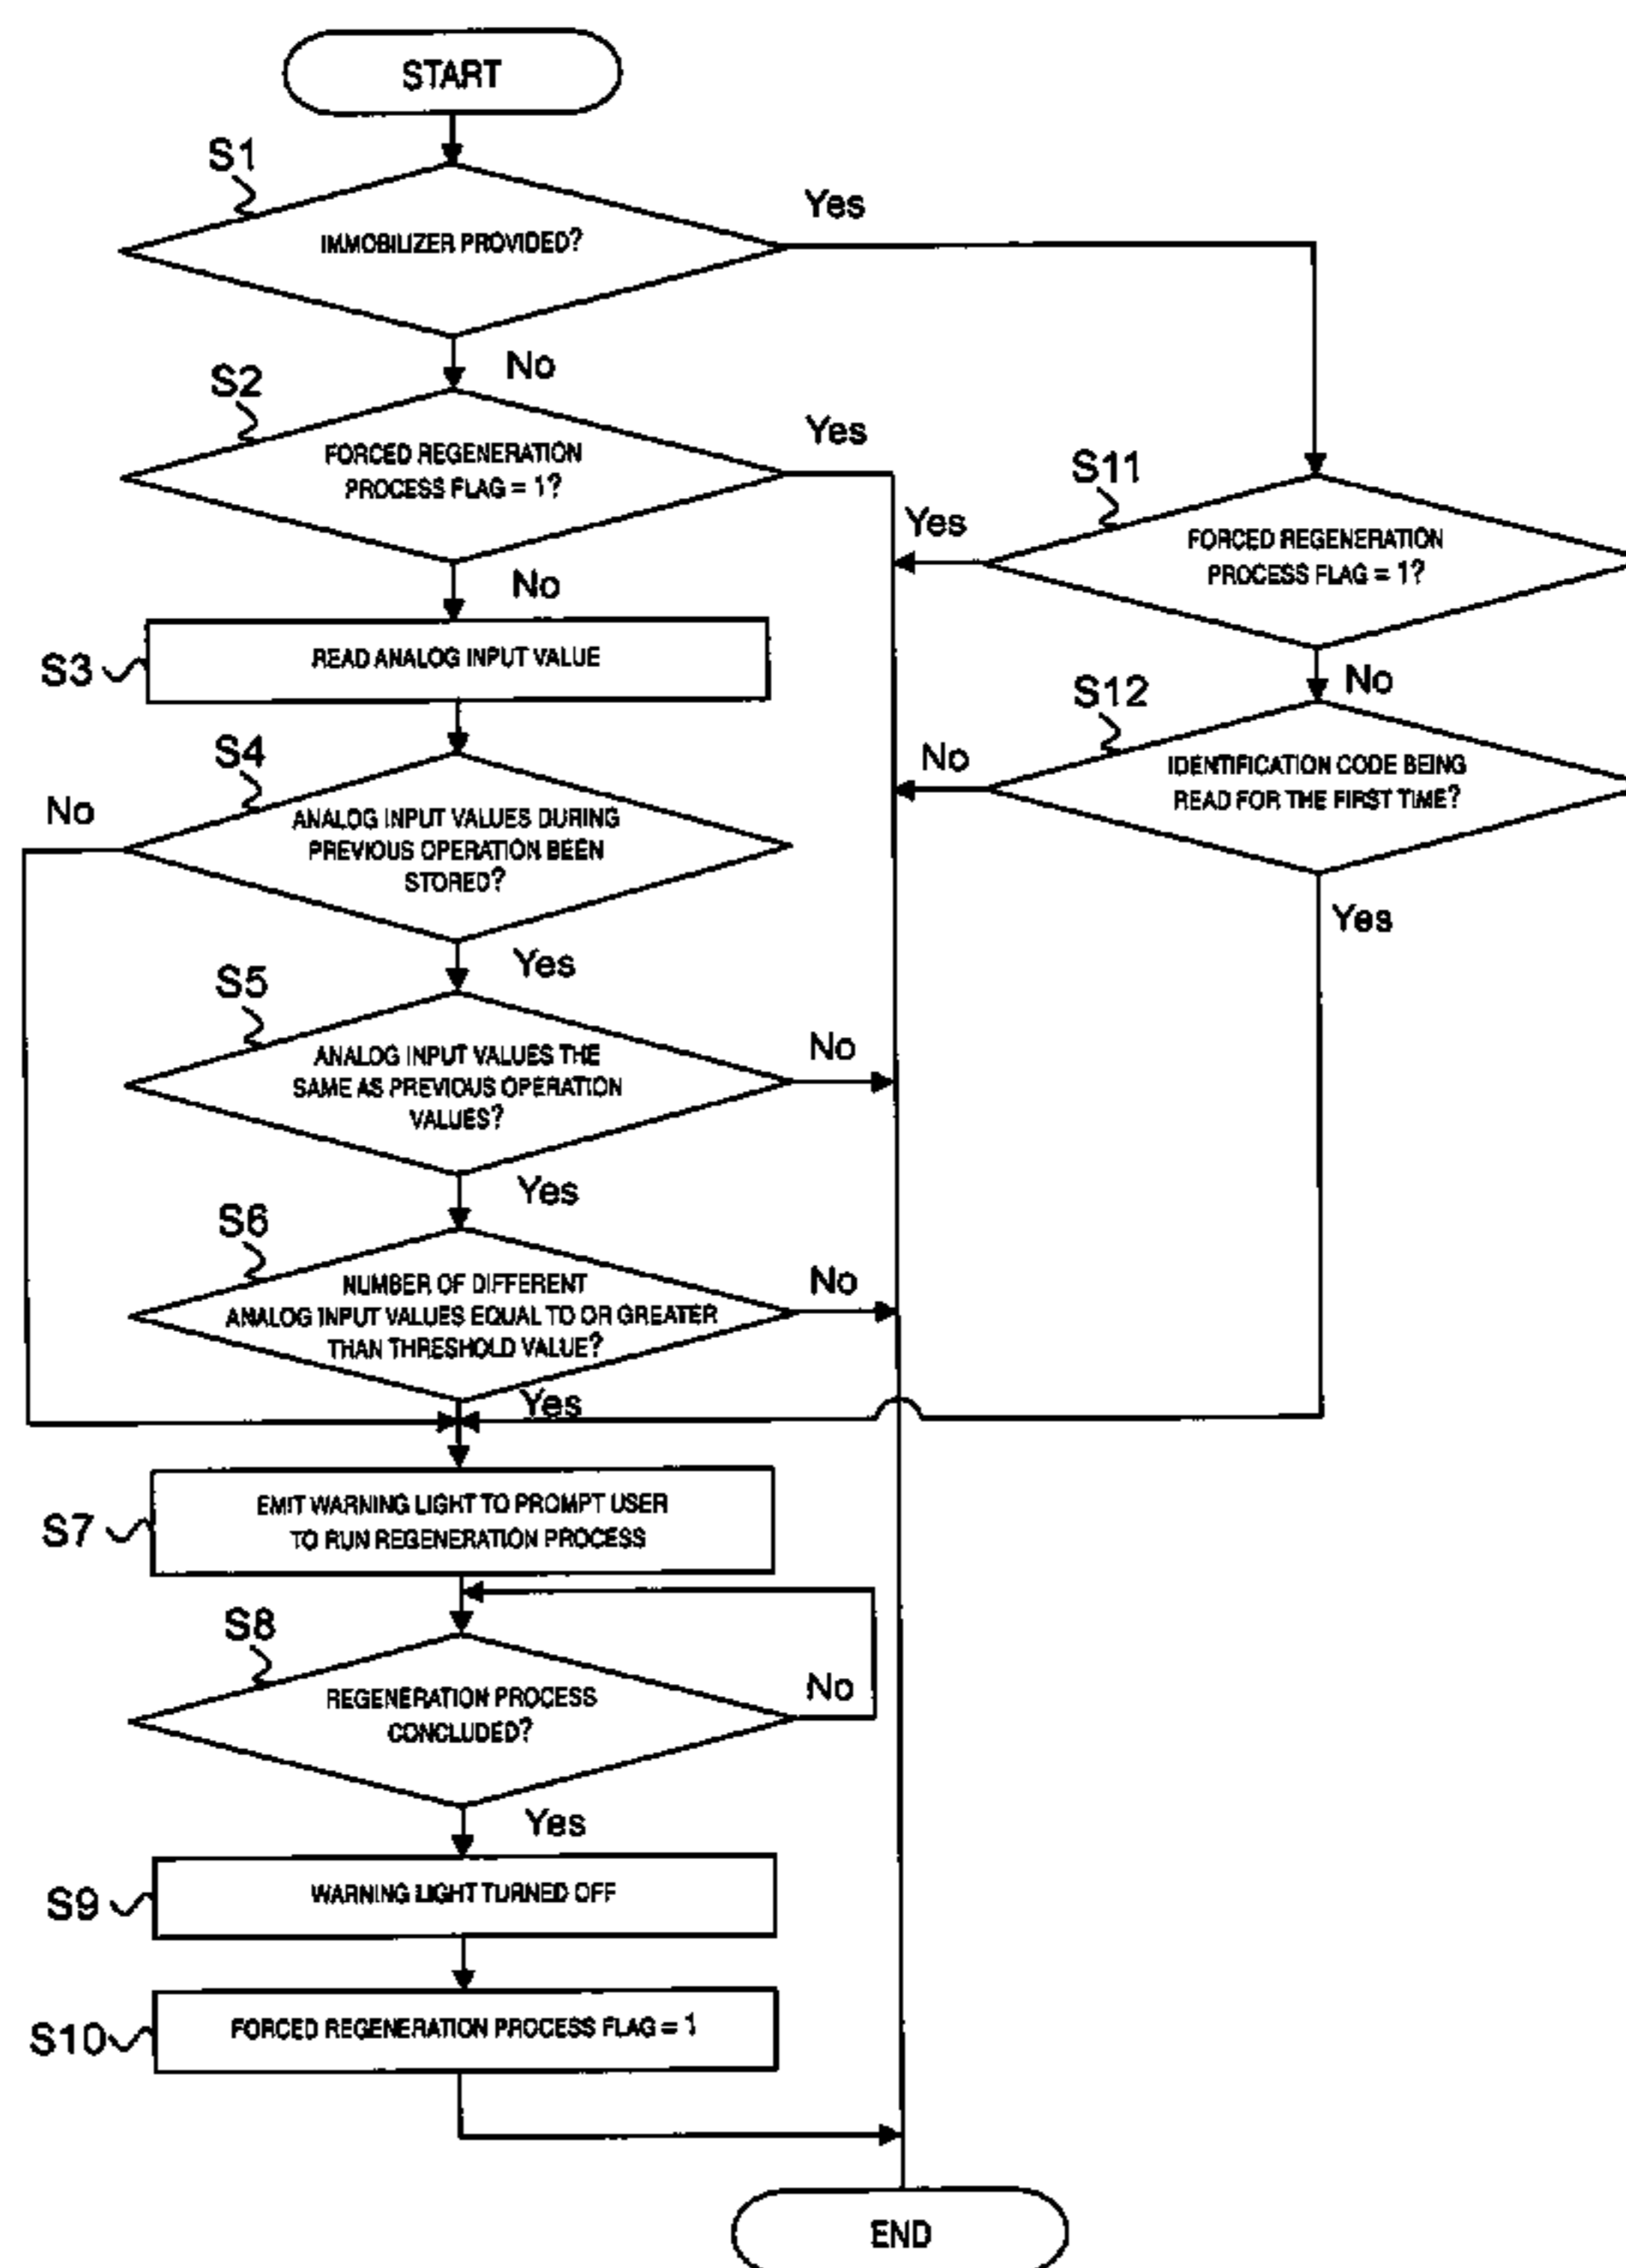 START
S1
IMMOBILIZER PROVIDED?
Yes
No
S2
FORCED REGENERATION
PROCESS FLAG = 1?
Yes
No
S11
FORCED REGENERATION
PROCESS FLAG = 1?
Yes
No
S3
READ ANALOG INPUT VALUE
S12
IDENTIFICATION CODE BEING
READ FOR THE FIRST TIME?
No
Yes
S4
ANALOG INPUT VALUES DURING
PREVIOUS OPERATION BEEN
STORED?
No
Yes
S5
ANALOG INPUT VALUES THE
SAME AS PREVIOUS OPERATION
VALUES?
No
Yes
S6
NUMBER OF DIFFERENT
ANALOG INPUT VALUES EQUAL TO OR GREATER
THAN THRESHOLD VALUE?
No
Yes
S7
EMIT WARNING LIGHT TO PROMPT USER
TO RUN REGENERATION PROCESS
S8
REGENERATION PROCESS
CONCLUDED?
No
Yes
S9
WARNING LIGHT TURNED OFF
S10
FORCED REGENERATION PROCESS FLAG = 1
END